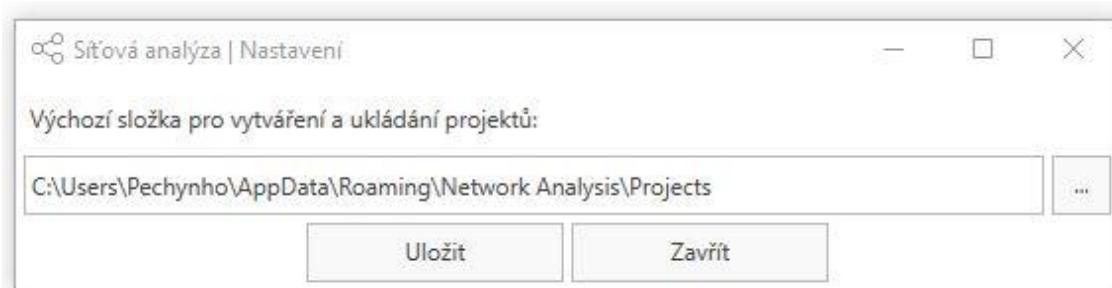 Síťová analýza | Nastavení
Výchozí složka pro vytváření a ukládání projektů:
C:\Users\Pechynho\AppData\Roaming\Network Analysis\Projects
...
Uložit
Zavřít